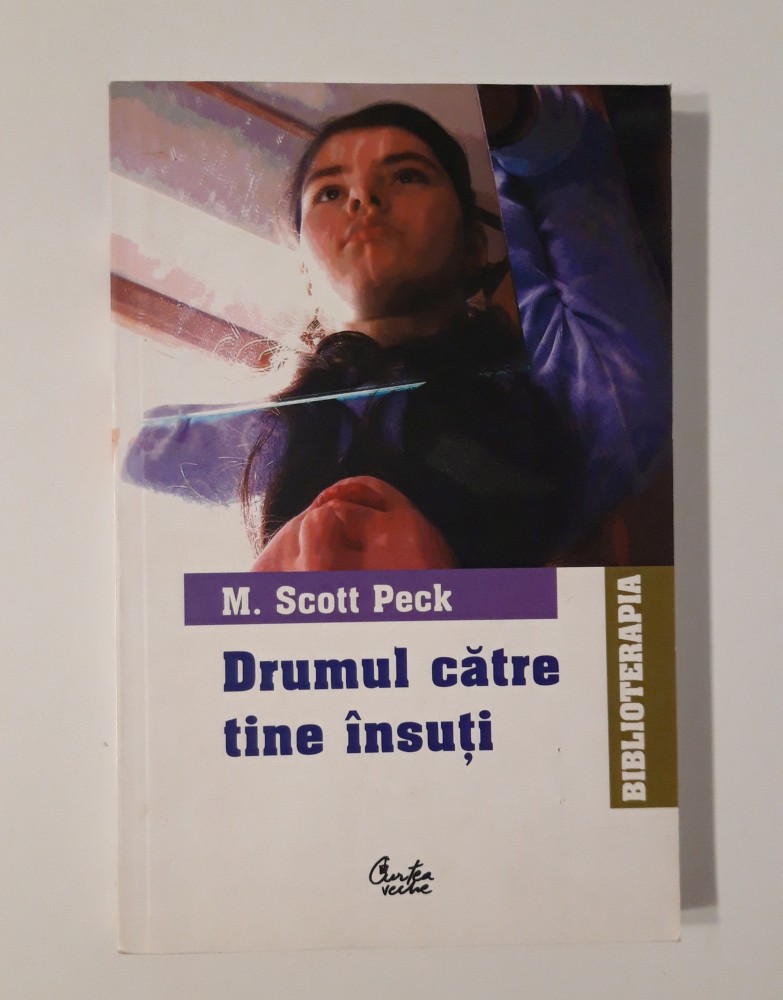 M. Scott Peck
Drumul către
tine însuți
BIBLIOTERAPIA
Curtea
veche